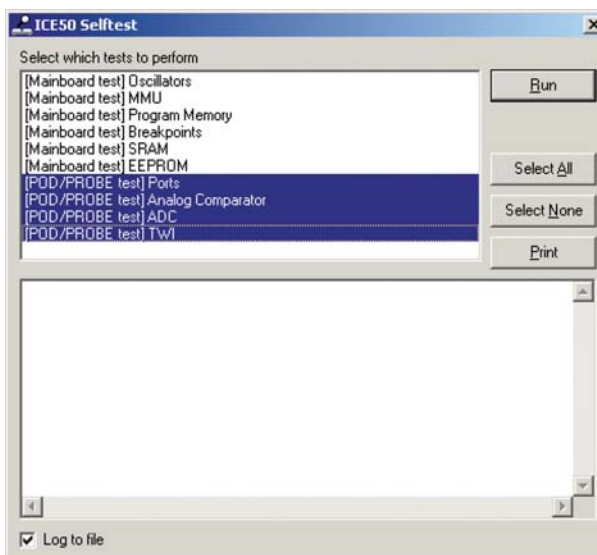 ICE50 Selftest
Select which tests to perform
[Mainboard test] Oscillators
[Mainboard test] MMU
[Mainboard test] Program Memory
[Mainboard test] Breakpoints
[Mainboard test] SRAM
[Mainboard test] EEPROM
[POD/PROBE test] Ports
[POD/PROBE test] Analog Comparator
[POD/PROBE test] ADC
[POD/PROBE test] TWI
Run
Select All
Select None
Print
Log to file